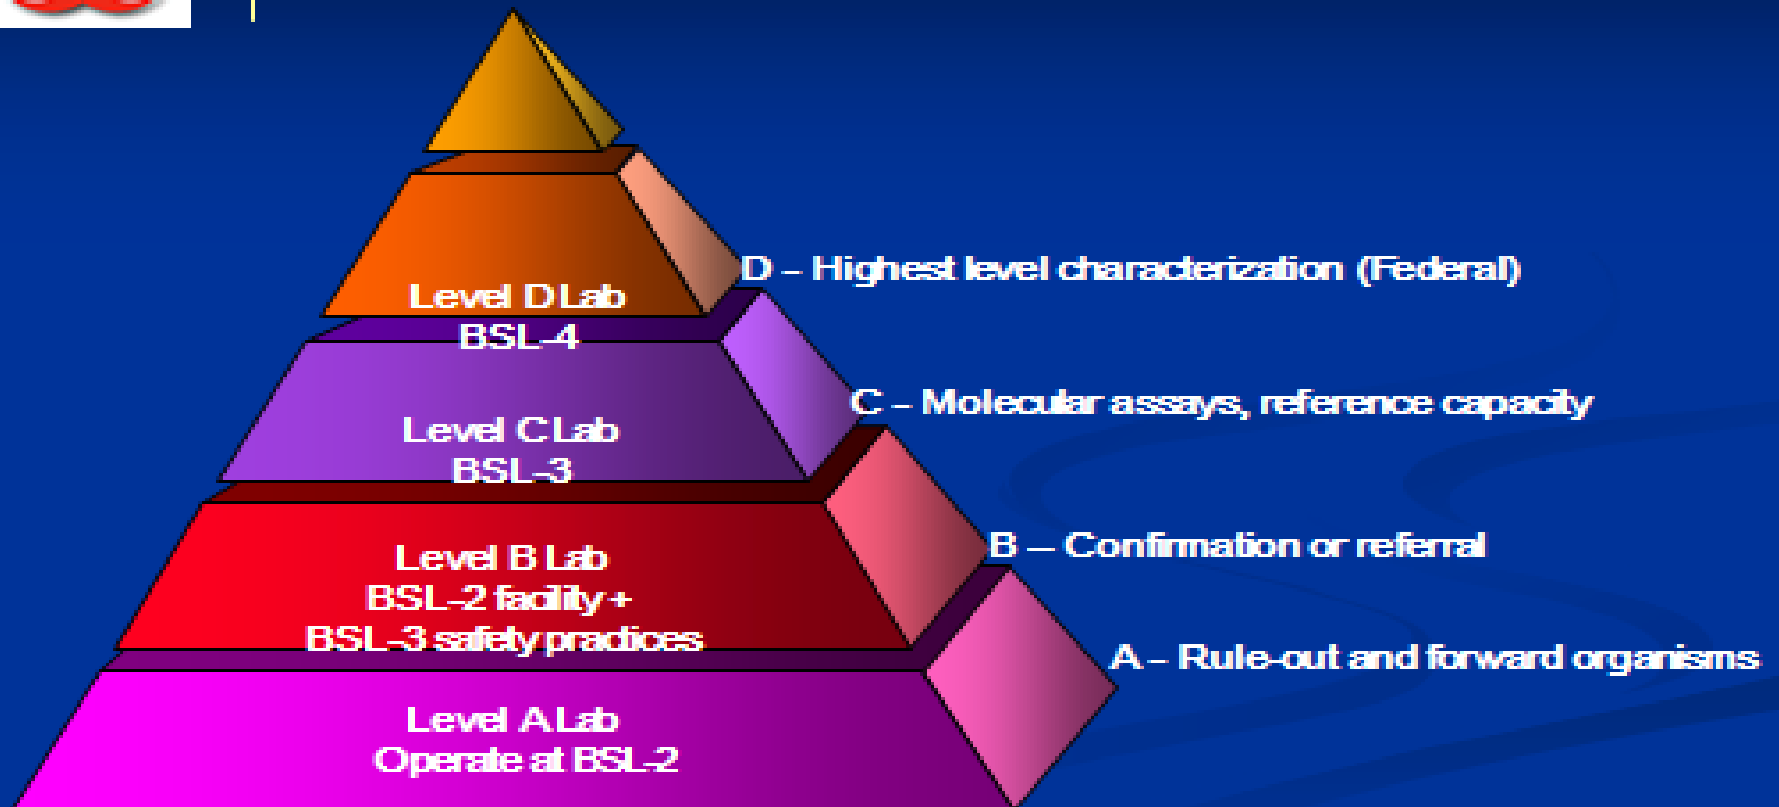 D – Highest level characterization (Federal)
Level D Lab
BSL-4
C – Molecular assays, reference capacity
Level C Lab
BSL-3
B – Confirmation or referral
Level B Lab
BSL-2 facility +
BSL-3 safety practices
A – Rule-out and forward organisms
Level A Lab
Operate at BSL-2